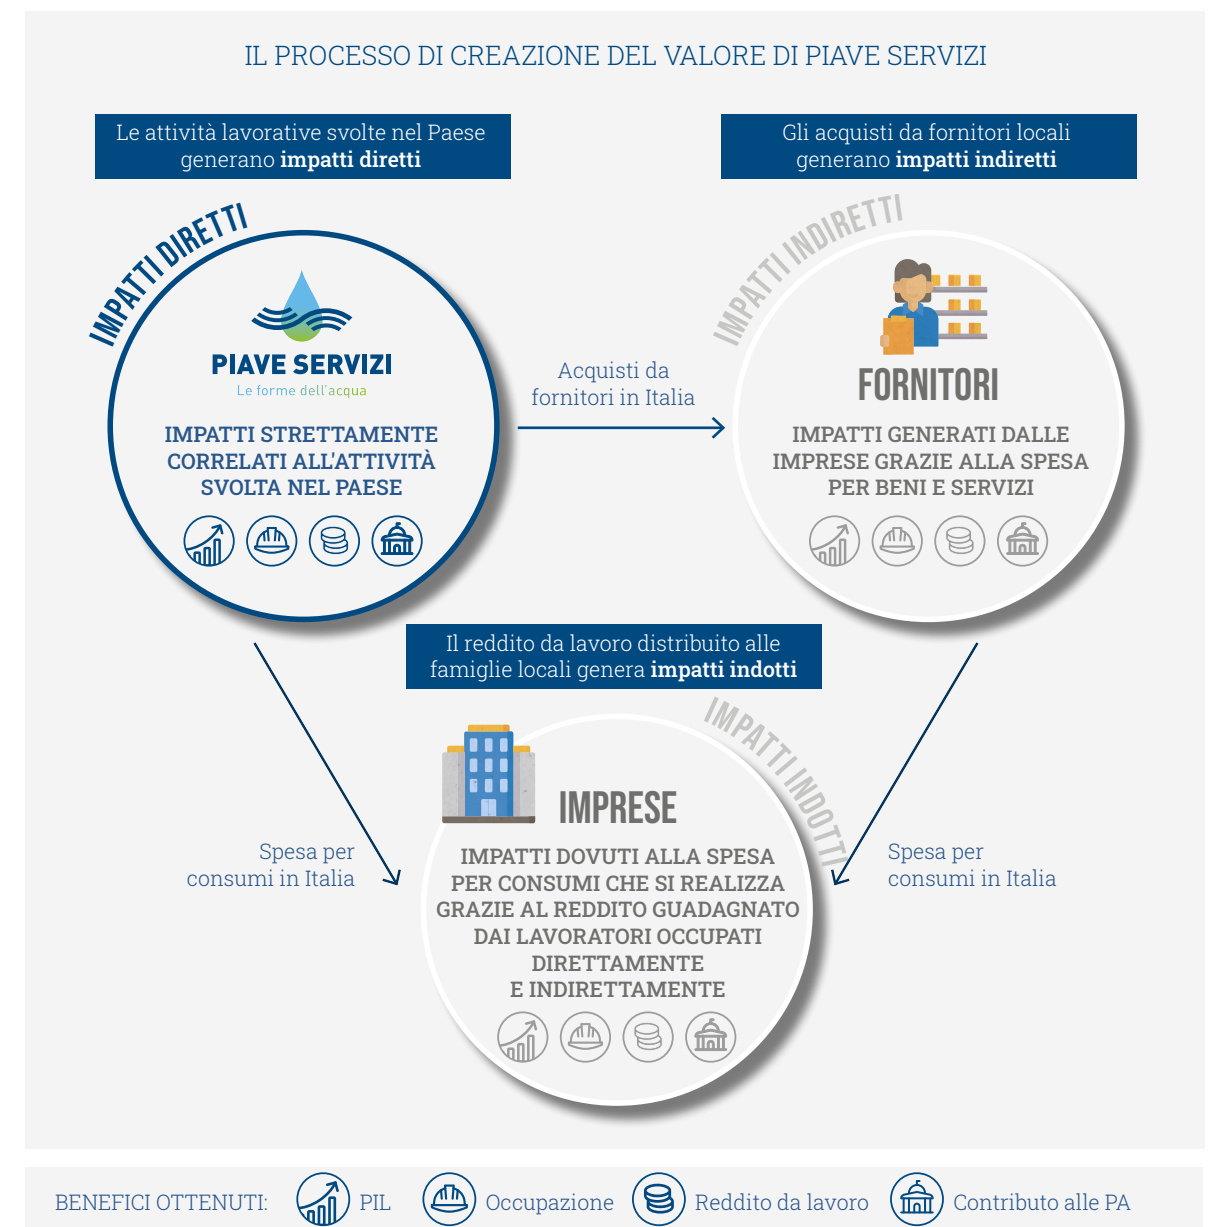 IL PROCESSO DI CREAZIONE DEL VALORE DI PIAVE SERVIZI
Le attività lavorative svolte nel Paese
generano impatti diretti
Gli acquisti da fornitori locali
generano impatti indiretti
IMPATTI DIRETTI
PIAVE SERVIZI
Le forme dell'acqua
IMPATTI STRETTAMENTE
CORRELATI ALL'ATTIVITÀ
SVOLTA NEL PAESE
Acquisti da
fornitori in Italia
IMPATTI INDIRETTI
FORNITORI
IMPATTI GENERATI DALLE
IMPRESE GRAZIE ALLA SPESA
PER BENI E SERVIZI
Il reddito da lavoro distribuito alle
famiglie locali genera impatti indotti
IMPATTI INDOTTI
IMPRESE
IMPATTI DOVUTI ALLA SPESA
PER CONSUMI CHE SI REALIZZA
GRAZIE AL REDDITO GUADAGNATO
DAI LAVORATORI OCCUPATI
DIRETTAMENTE
E INDIRETTAMENTE
Spesa per
consumi in Italia
Spesa per
consumi in Italia
BENEFICI OTTENUTI: PIL Occupazione Reddito da lavoro Contributo alle PA